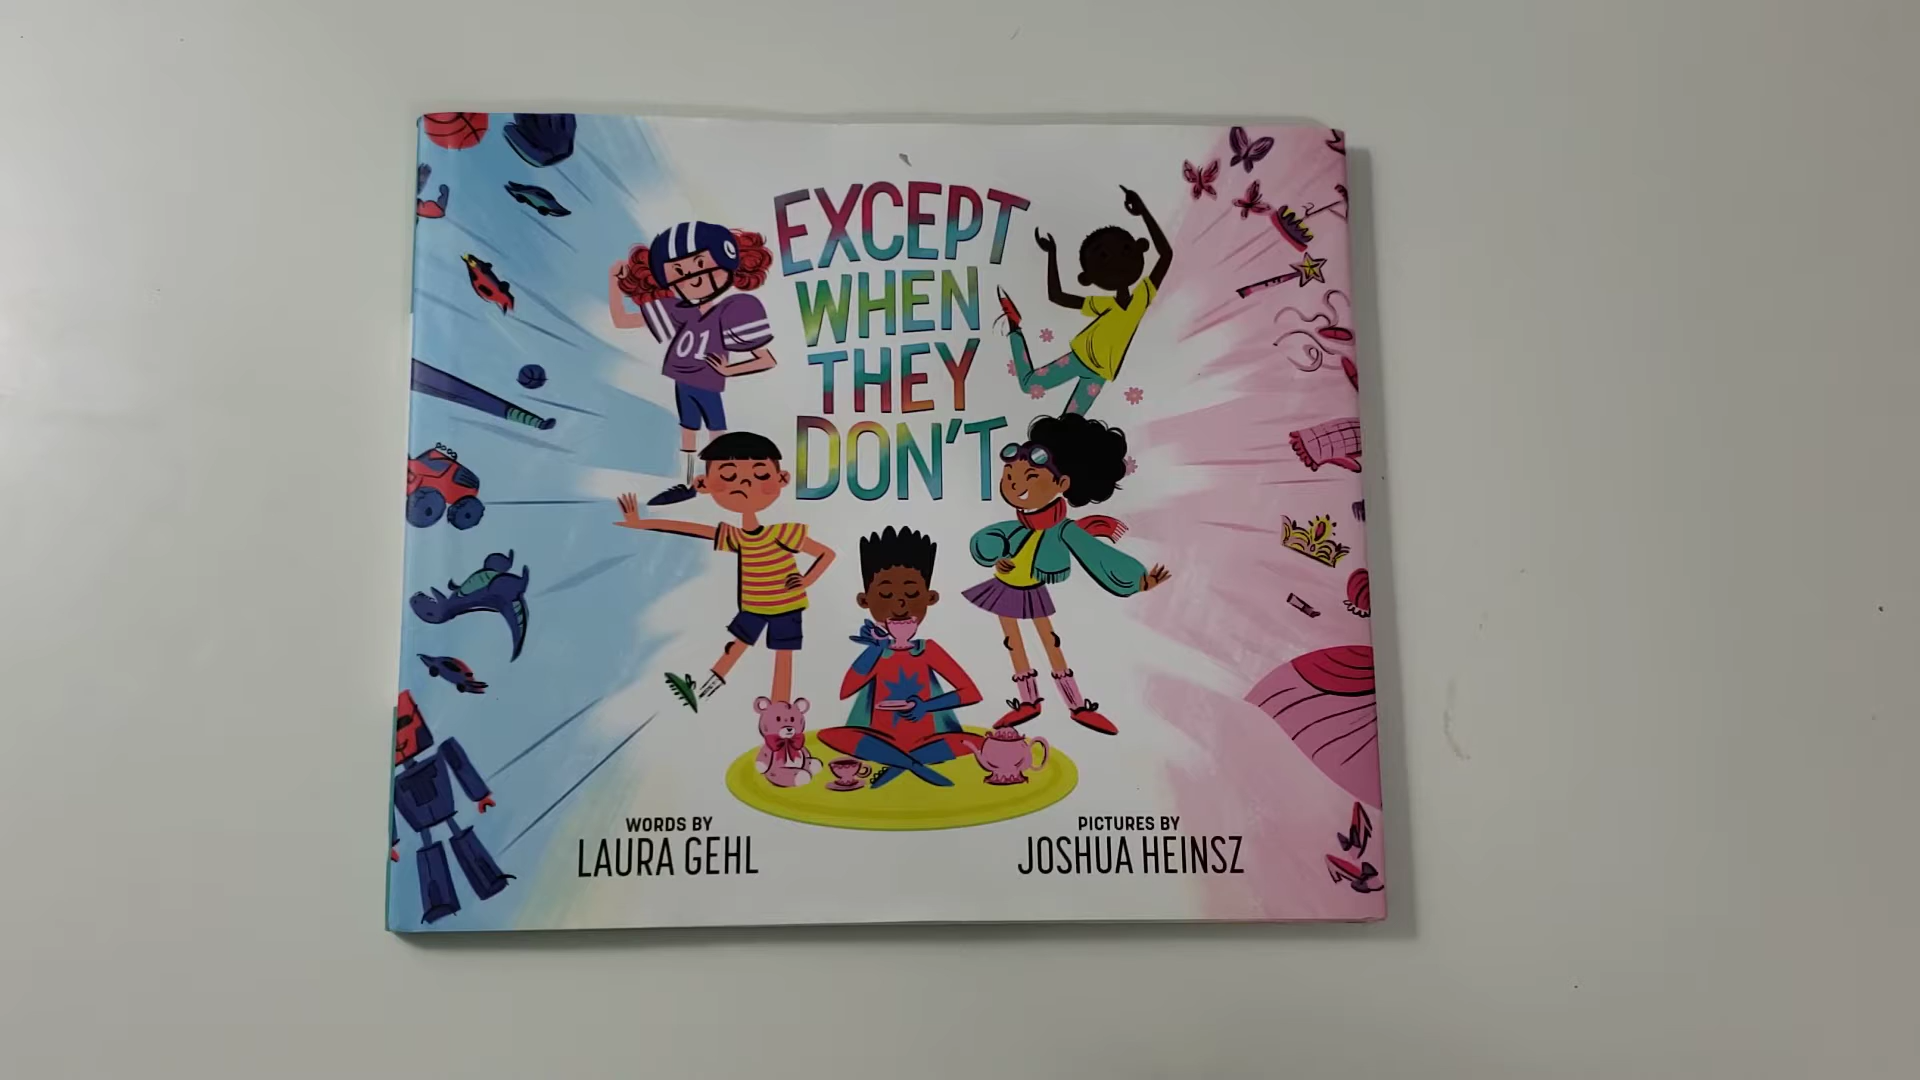 EXCEPT
WHEN
THEY
DON'T
01
WORDS BY
LAURA GEHL
PICTURES BY
JOSHUA HEINSZ